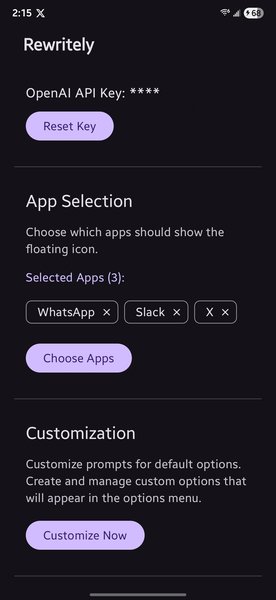 2:15 X 68
Rewritely
OpenAI API Key: ****
Reset Key
App Selection
Choose which apps should show the
floating icon.
Selected Apps (3):
WhatsApp × Slack × X ×
Choose Apps
Customization
Customize prompts for default options.
Create and manage custom options that
will appear in the options menu.
Customize Now